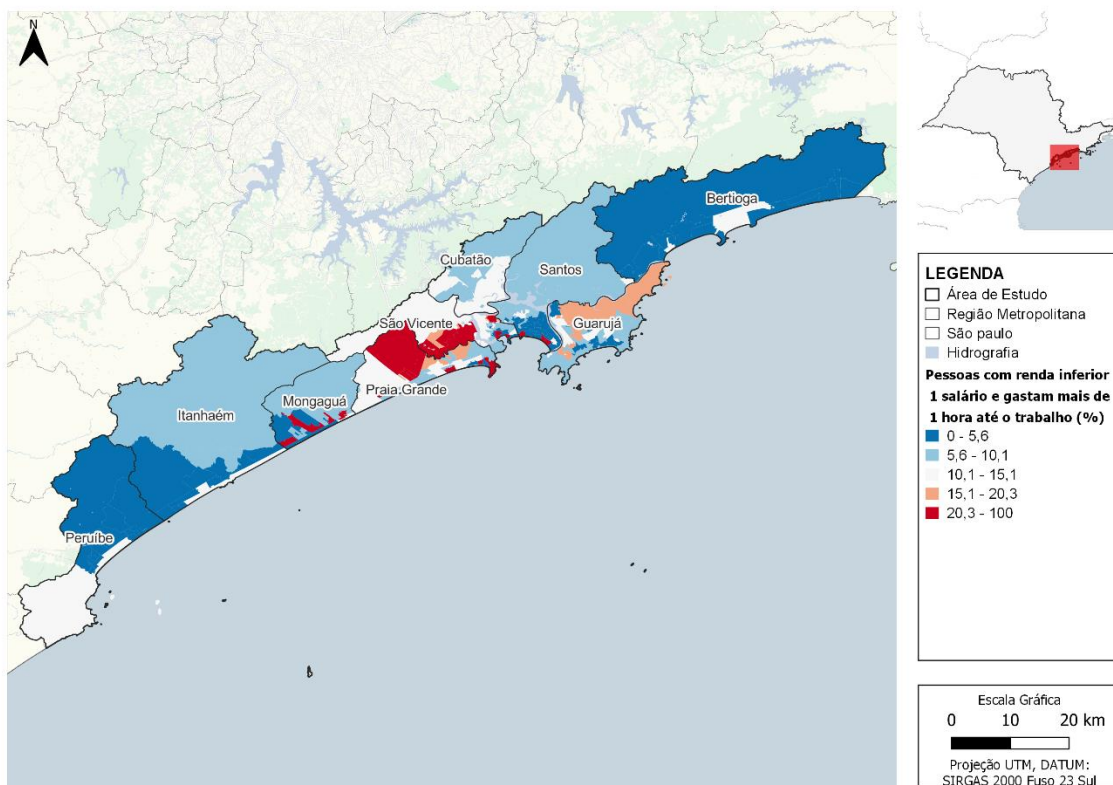 N
Bertioga
Cubatão
Santos
São Vicente
Guarujá
Praia Grande
Mongaguá
Itanhaém
Peruíbe
LEGENDA
Área de Estudo
Região Metropolitana
São paulo
Hidrografia
Pessoas com renda inferior
1 salário e gastam mais de
1 hora até o trabalho (%)
0 - 5,6
5,6 - 10,1
10,1 - 15,1
15,1 - 20,3
20,3 - 100
Escala Gráfica
0 10 20 km
Projeção UTM, DATUM:
SIRGAS 2000 Fuso 23 Sul